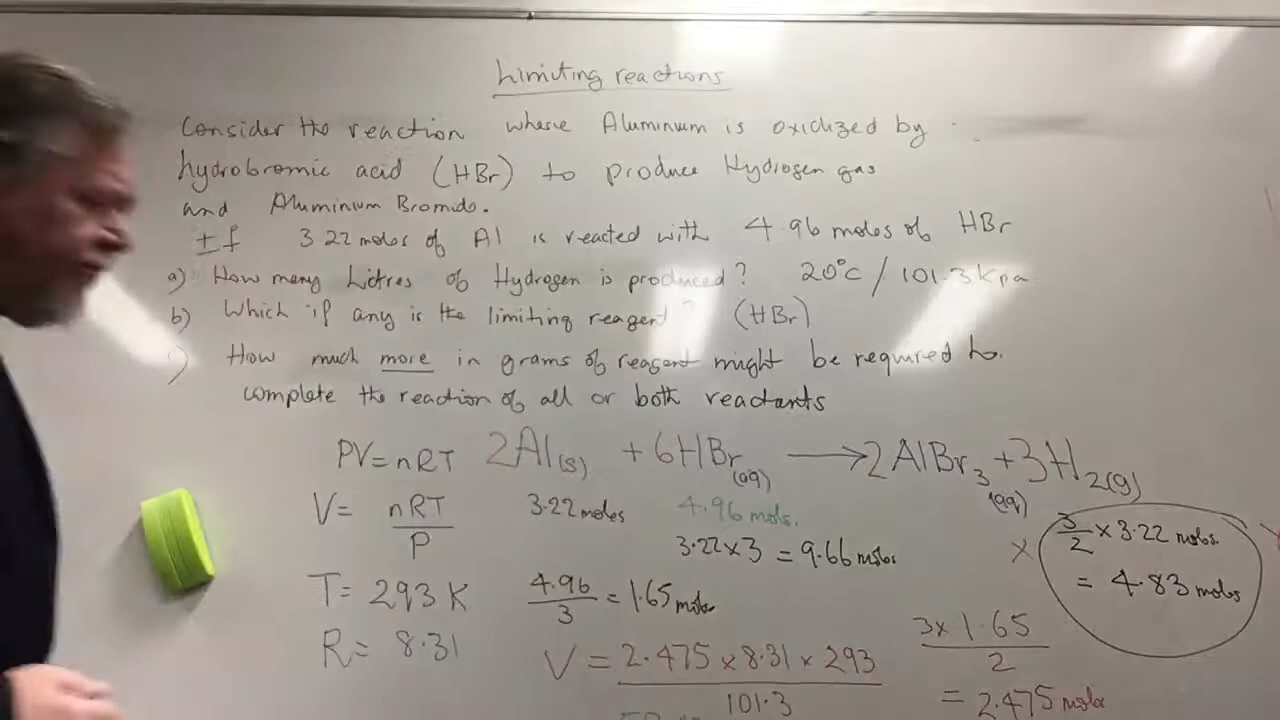 Limiting reactions
Consider the reaction where Aluminum is oxidized by
hydrobromic acid (HBr) to produce Hydrogen gas
and Aluminium Bromide.
If 3.22 moles of Al is reacted with 4.96 moles of HBr
a) How many Litres of Hydrogen is produced? 20°C / 101.3 kpa
b) Which if any is the limiting reagent? (HBr)
c) How much more in grams of reagent might be required to
complete the reaction of all or both reactants
PV = nRT 2Al(s) + 6HBr(aq) → 2AlBr3(aq) + 3H2(g)
V = nRT/P 3.22 moles 4.96 mols. 3/2 × 3.22 moles
3.22 × 3 = 9.66 moles × = 4.83 moles
T = 293 K 4.96/3 = 1.65 moles
R = 8.31 V = 2.475 × 8.31 × 293 / 101.3 3 × 1.65 / 2
= 2.475 moles